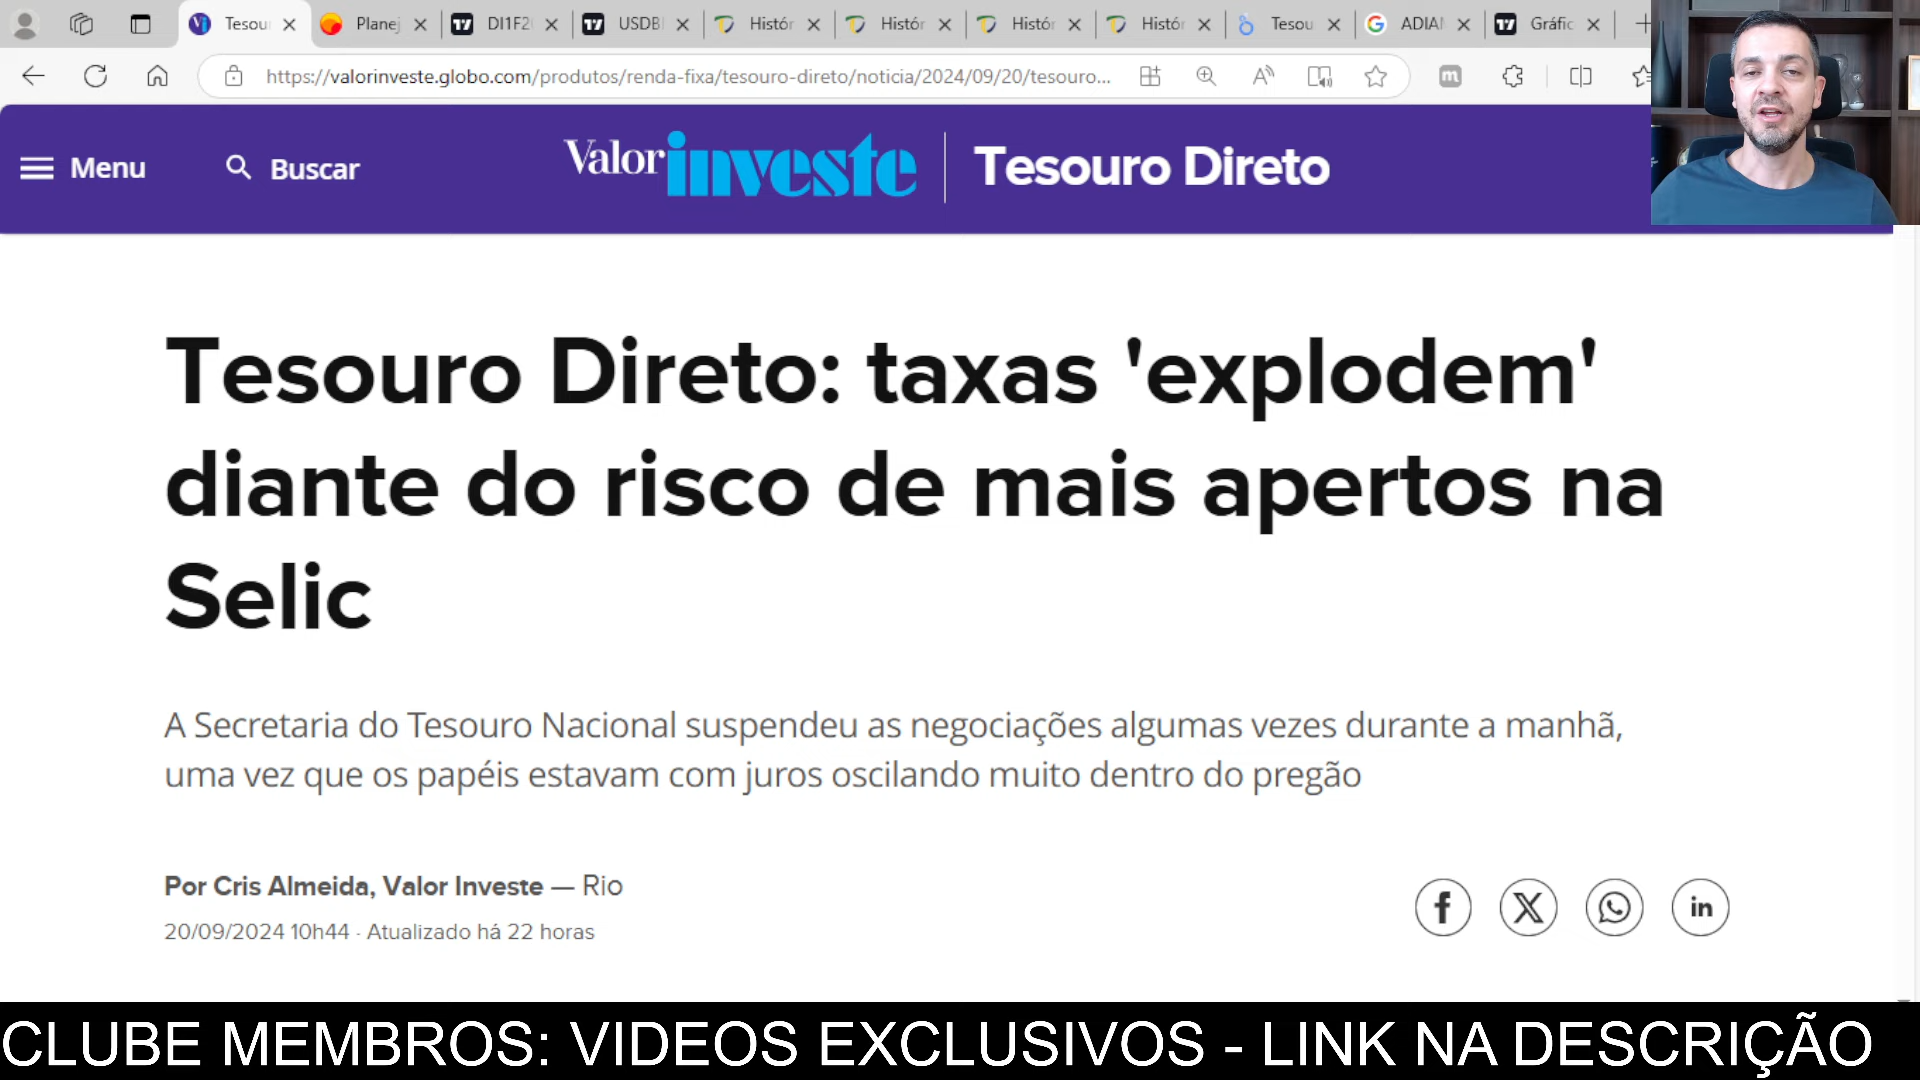 Tesou Planej DI1F2 USDB Histór Histór Histór Histór Tesou ADIA Gráfic
https://valorinveste.globo.com/produtos/renda-fixa/tesouro-direto/noticia/2024/09/20/tesouro...
Menu Buscar Valor investe Tesouro Direto
Tesouro Direto: taxas 'explodem'
diante do risco de mais apertos na
Selic
A Secretaria do Tesouro Nacional suspendeu as negociações algumas vezes durante a manhã,
uma vez que os papéis estavam com juros oscilando muito dentro do pregão
Por Cris Almeida, Valor Investe — Rio
20/09/2024 10h44 · Atualizado há 22 horas
CLUBE MEMBROS: VIDEOS EXCLUSIVOS - LINK NA DESCRIÇÃO